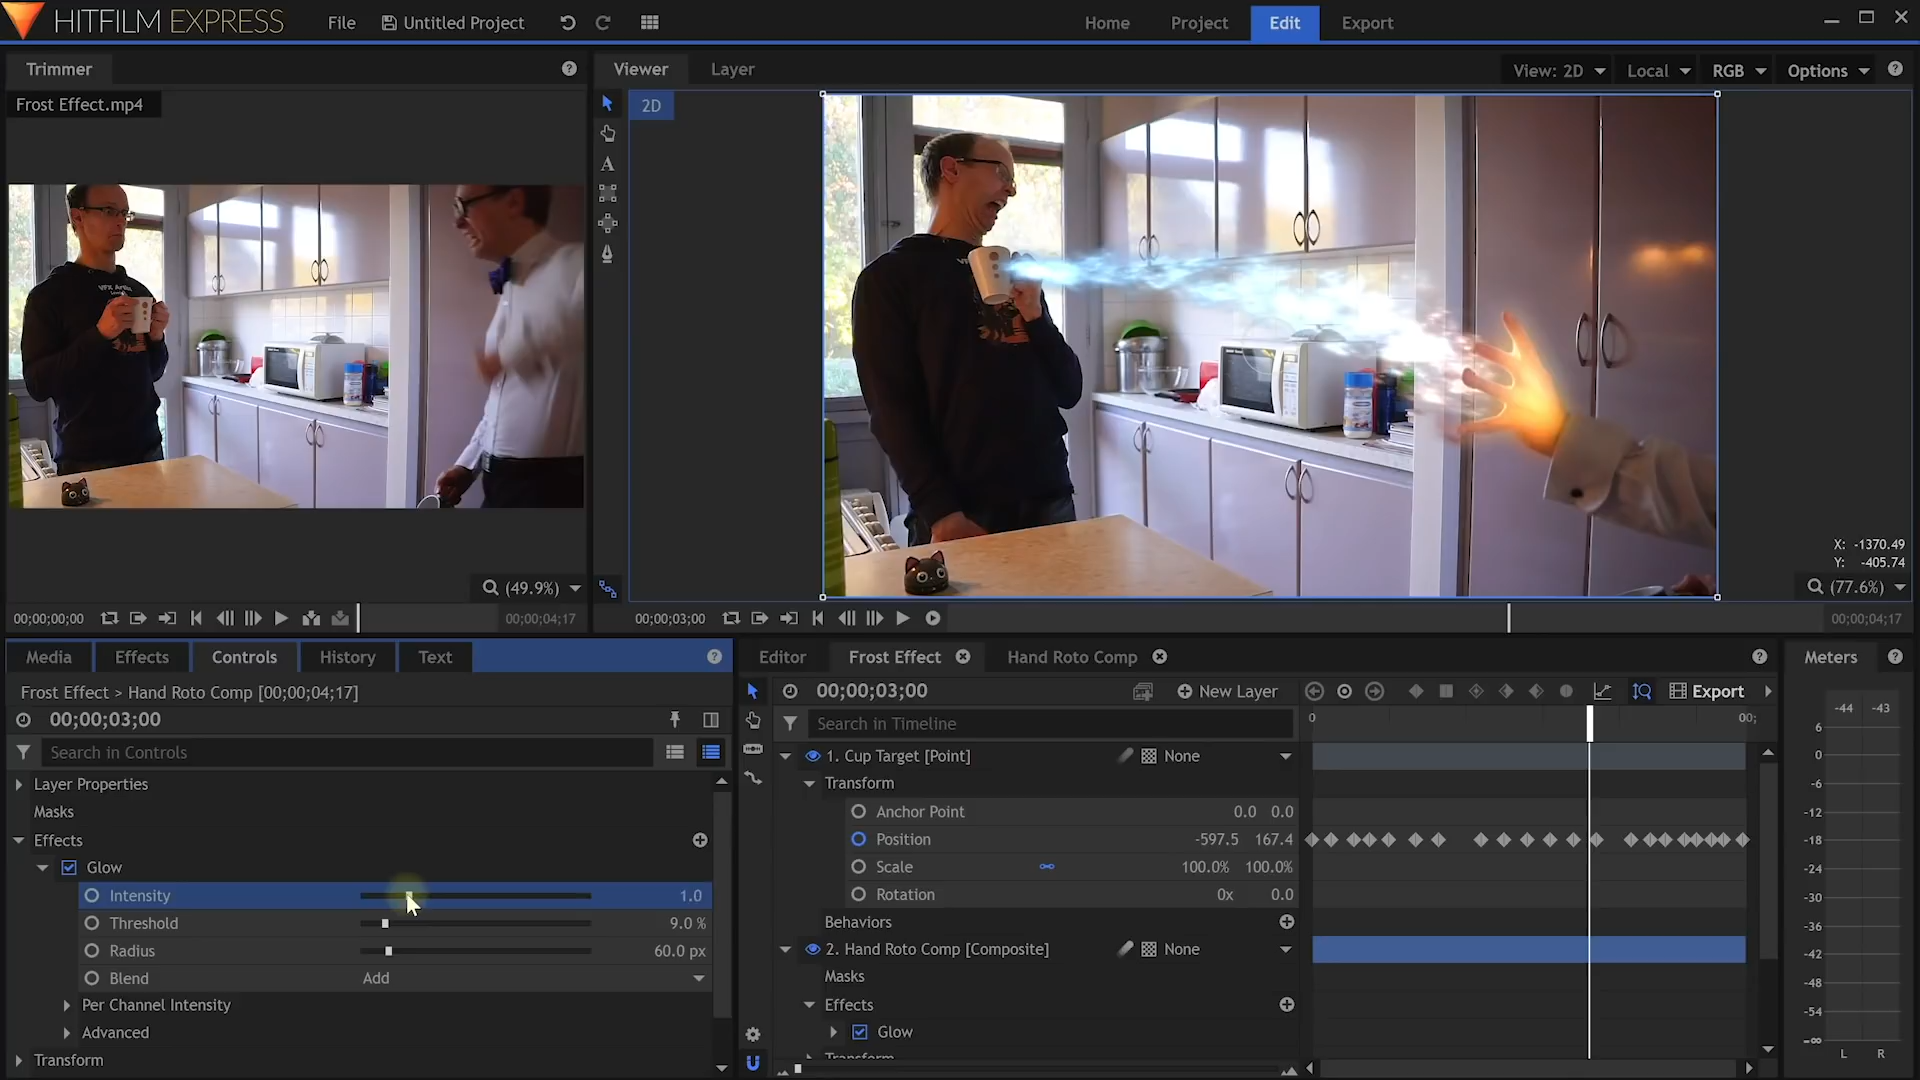 HITFILM EXPRESS
File
Untitled Project
Home
Project
Edit
Export
Trimmer
Viewer
Layer
View: 2D
Local
RGB
Options
Frost Effect.mp4
2D
X: -1370.49
Y: -405.74
(49.9%)
(77.6%)
00;00;00;00
00;00;04;17
00;00;03;00
00;00;04;17
Media
Effects
Controls
History
Text
Frost Effect > Hand Roto Comp [00;00;04;17]
00;00;03;00
Search in Controls
Layer Properties
Masks
Effects
Glow
Intensity 1.0
Threshold 9.0 %
Radius 60.0 px
Blend Add
Per Channel Intensity
Advanced
Transform
Editor
Frost Effect
Hand Roto Comp
00;00;03;00
New Layer
Export
Search in Timeline
0
00;
1. Cup Target [Point] None
Transform
Anchor Point 0.0 0.0
Position -597.5 167.4
Scale 100.0% 100.0%
Rotation 0x 0.0
Behaviors
2. Hand Roto Comp [Composite] None
Masks
Effects
Glow
Transform
Meters
-44 -43
6
0
-6
-12
-18
-24
-30
-36
-42
-48
-54
-∞
L R